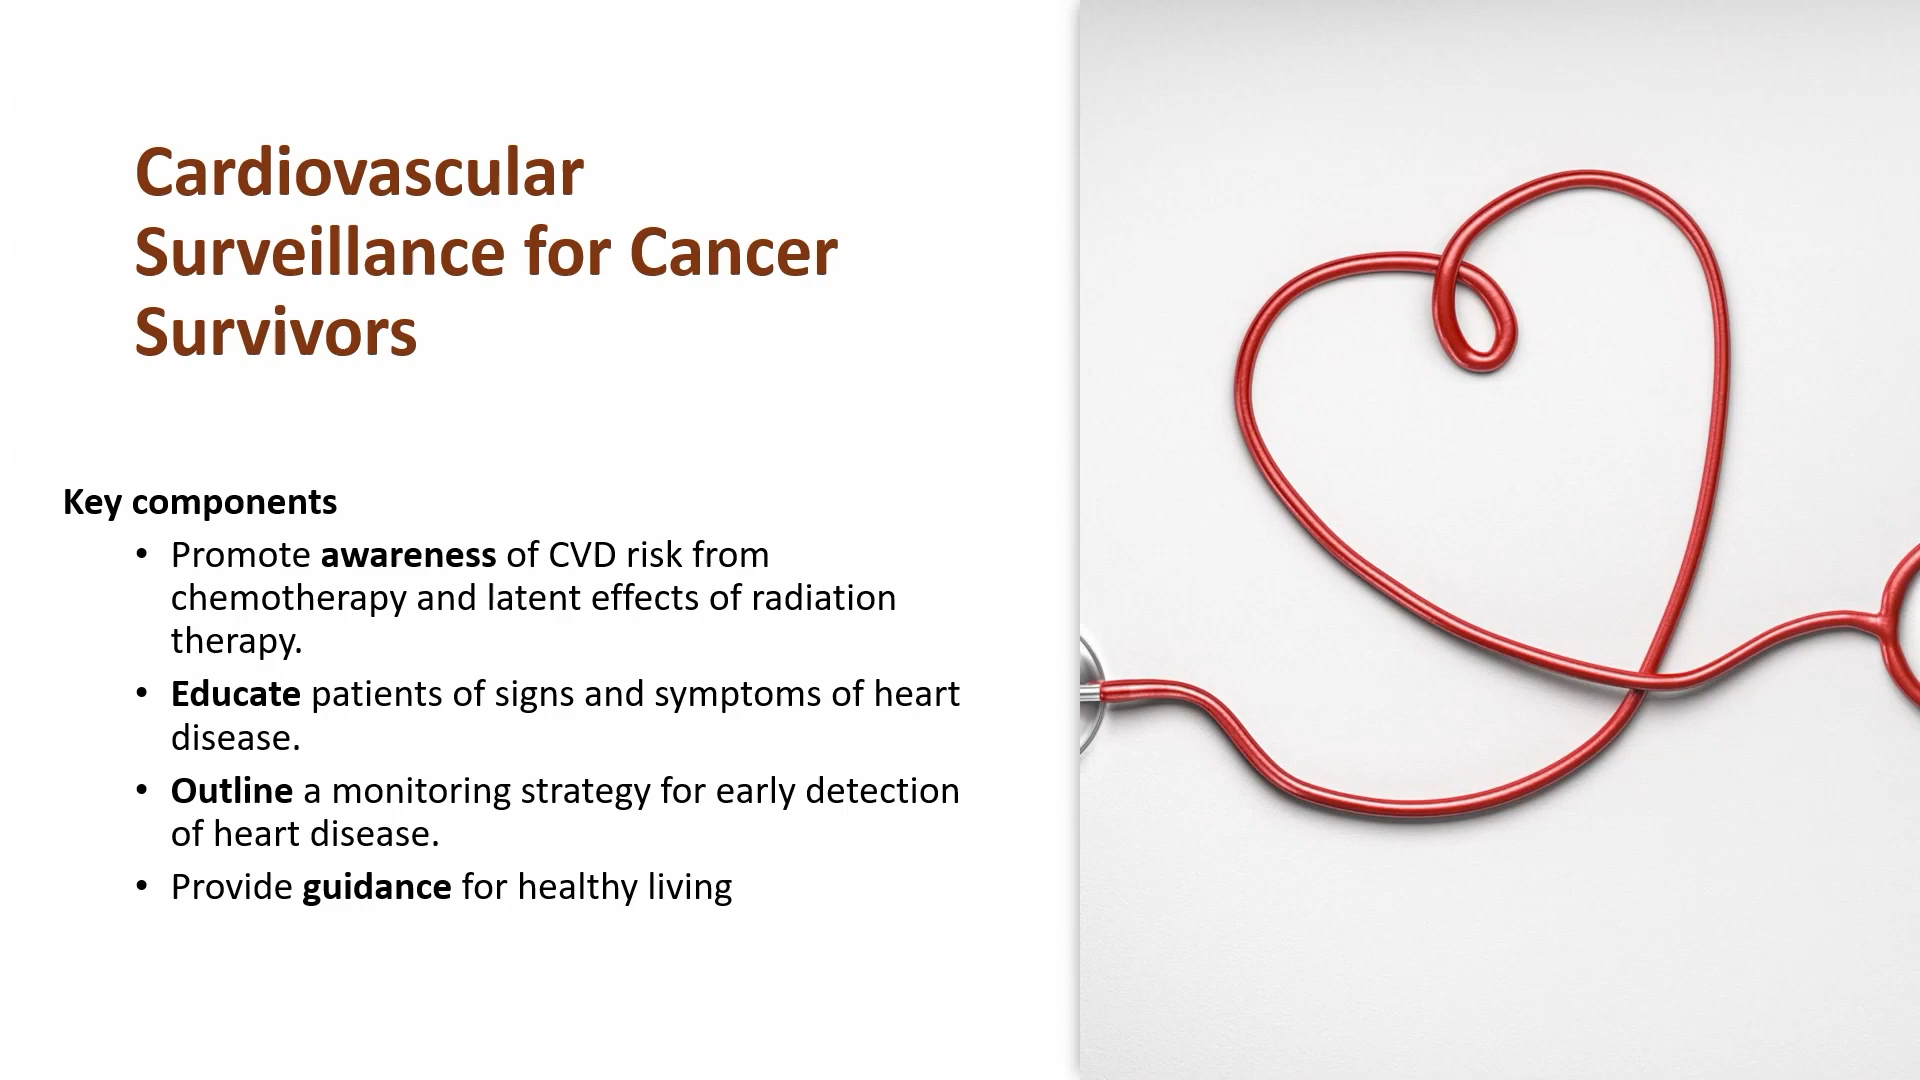 Cardiovascular
Surveillance for Cancer
Survivors
Key components
• Promote awareness of CVD risk from
chemotherapy and latent effects of radiation
therapy.
• Educate patients of signs and symptoms of heart
disease.
• Outline a monitoring strategy for early detection
of heart disease.
• Provide guidance for healthy living